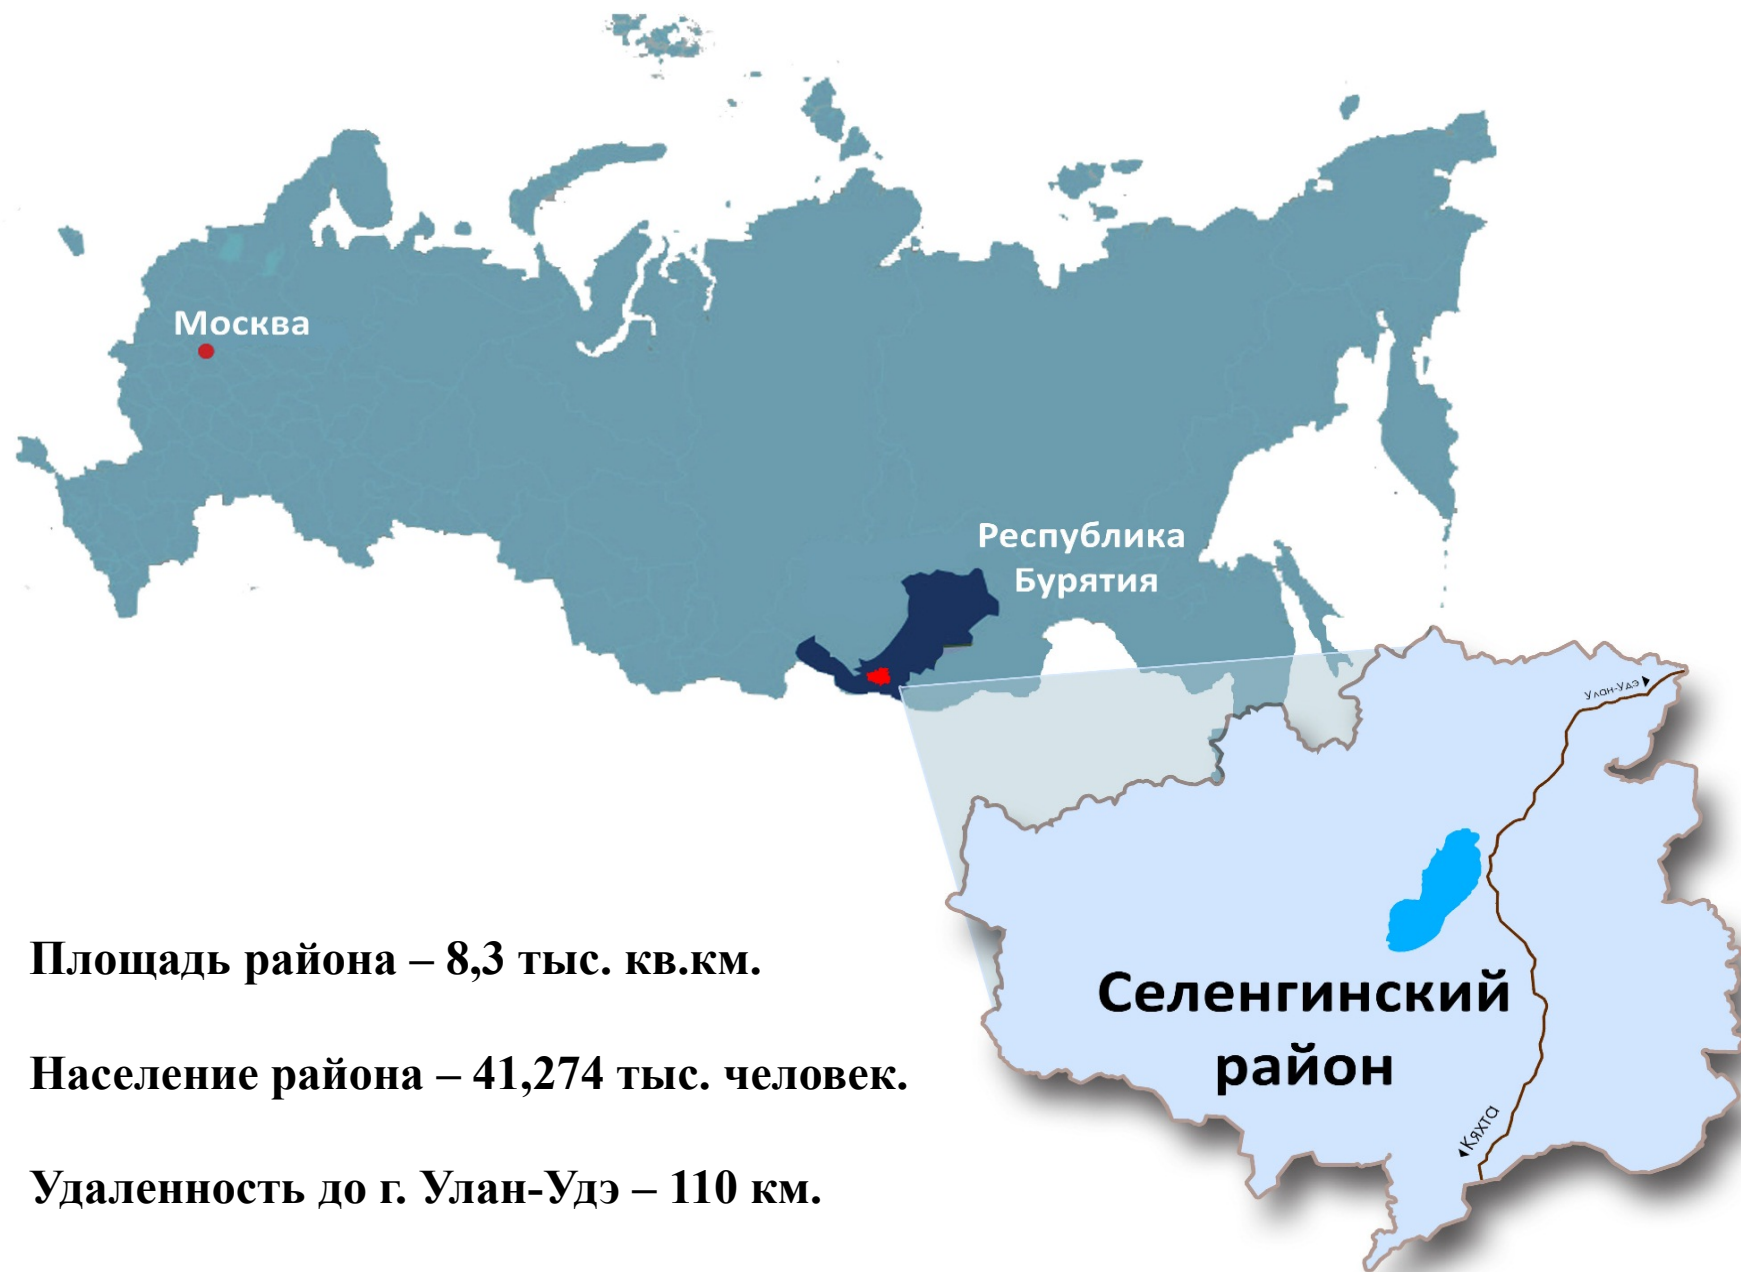 Москва
Республика
Бурятия
Улан-Удэ
Селенгинский
район
Кяхта
Площадь района – 8,3 тыс. кв.км.
Население района – 41,274 тыс. человек.
Удаленность до г. Улан-Удэ – 110 км.